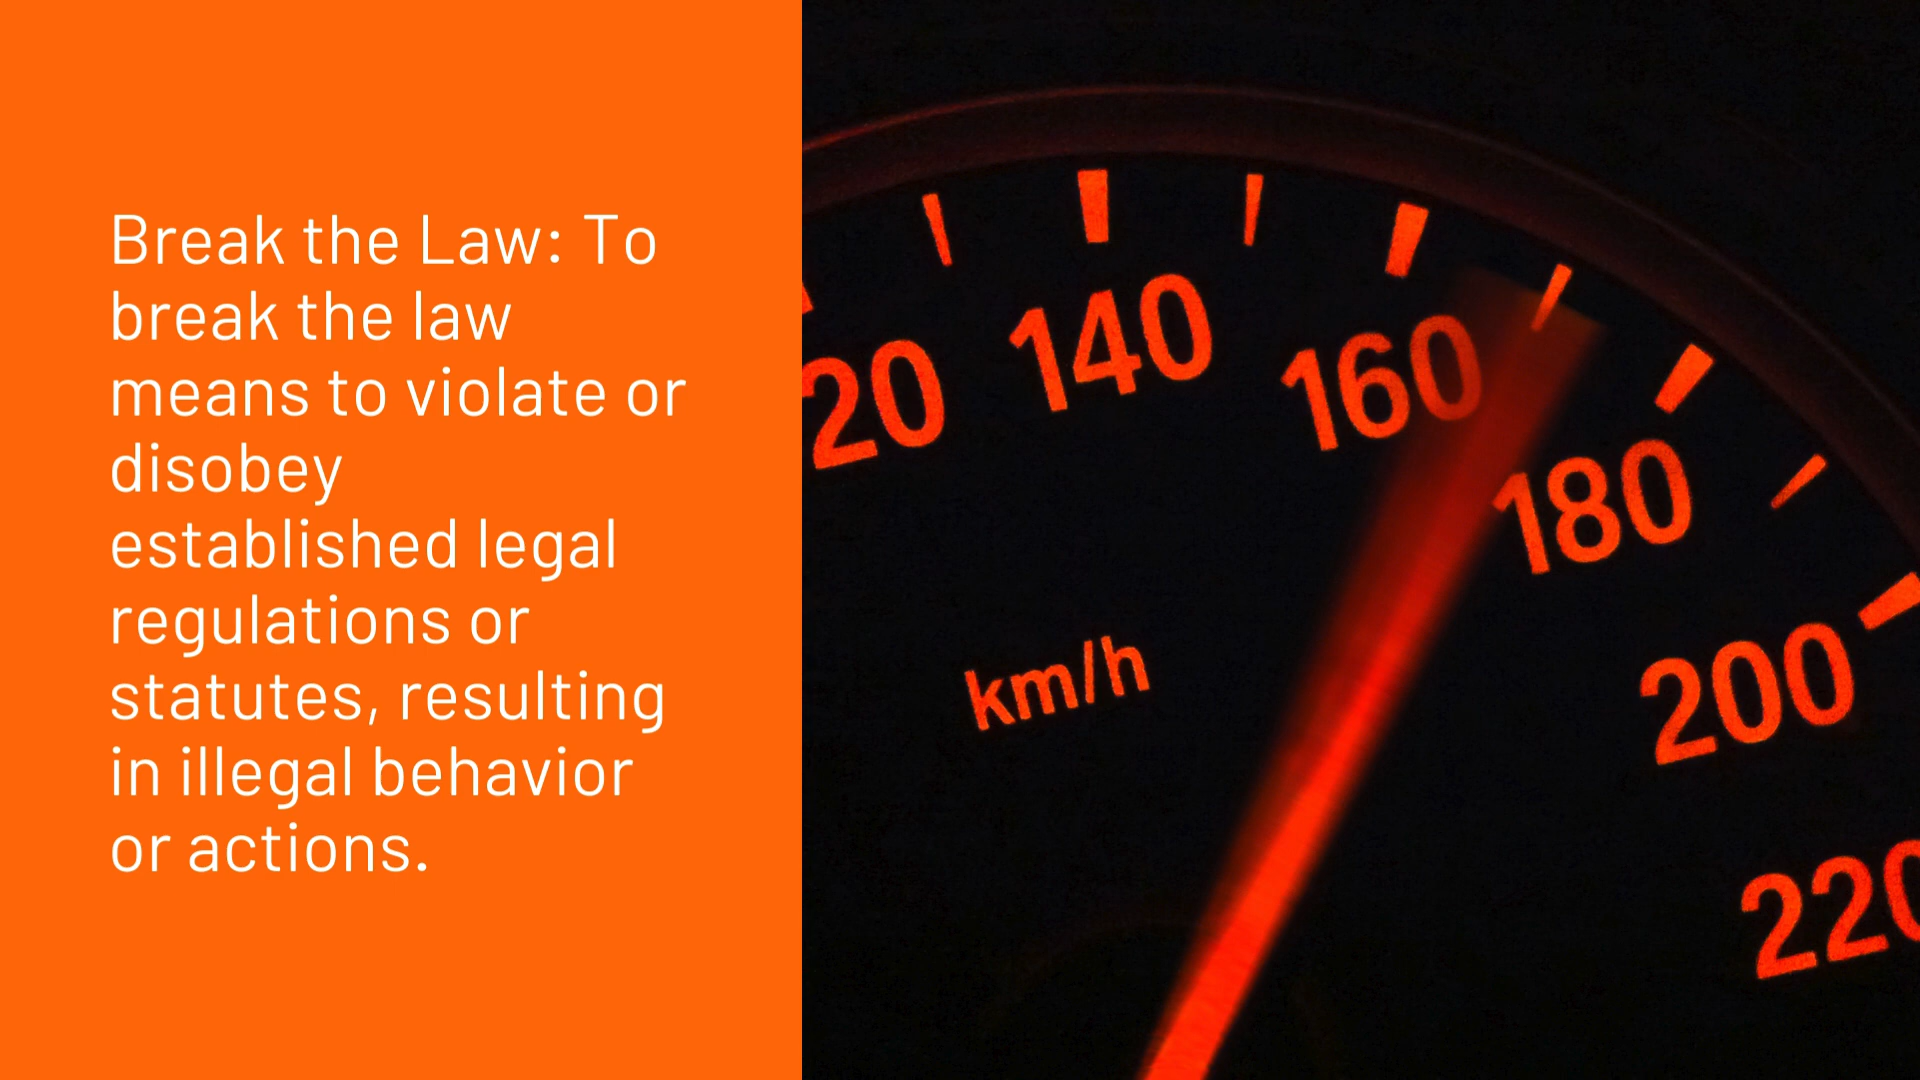 Break the Law: To
break the law
means to violate or
disobey
established legal
regulations or
statutes, resulting
in illegal behavior
or actions.
20
140
160
180
200
220
km/h